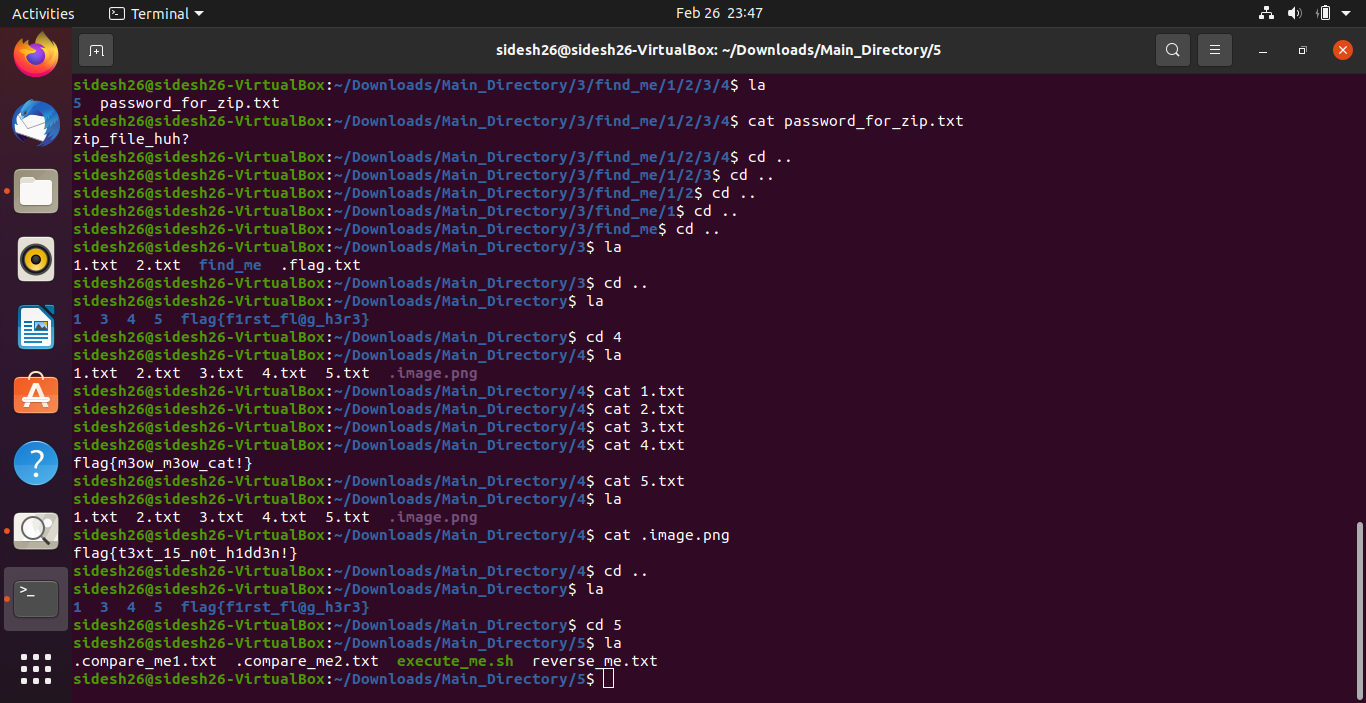 Activities
Terminal
Feb 26 23:47
sidesh26@sidesh26-VirtualBox: ~/Downloads/Main_Directory/5
sidesh26@sidesh26-VirtualBox:~/Downloads/Main_Directory/3/find_me/1/2/3/4$ la
5  password_for_zip.txt
sidesh26@sidesh26-VirtualBox:~/Downloads/Main_Directory/3/find_me/1/2/3/4$ cat password_for_zip.txt
zip_file_huh?
sidesh26@sidesh26-VirtualBox:~/Downloads/Main_Directory/3/find_me/1/2/3/4$ cd ..
sidesh26@sidesh26-VirtualBox:~/Downloads/Main_Directory/3/find_me/1/2/3$ cd ..
sidesh26@sidesh26-VirtualBox:~/Downloads/Main_Directory/3/find_me/1/2$ cd ..
sidesh26@sidesh26-VirtualBox:~/Downloads/Main_Directory/3/find_me/1$ cd ..
sidesh26@sidesh26-VirtualBox:~/Downloads/Main_Directory/3/find_me$ cd ..
sidesh26@sidesh26-VirtualBox:~/Downloads/Main_Directory/3$ la
1.txt  2.txt  find_me  .flag.txt
sidesh26@sidesh26-VirtualBox:~/Downloads/Main_Directory/3$ cd ..
sidesh26@sidesh26-VirtualBox:~/Downloads/Main_Directory$ la
1  3  4  5  flag{f1rst_fl@g_h3r3}
sidesh26@sidesh26-VirtualBox:~/Downloads/Main_Directory$ cd 4
sidesh26@sidesh26-VirtualBox:~/Downloads/Main_Directory/4$ la
1.txt  2.txt  3.txt  4.txt  5.txt  .image.png
sidesh26@sidesh26-VirtualBox:~/Downloads/Main_Directory/4$ cat 1.txt
sidesh26@sidesh26-VirtualBox:~/Downloads/Main_Directory/4$ cat 2.txt
sidesh26@sidesh26-VirtualBox:~/Downloads/Main_Directory/4$ cat 3.txt
sidesh26@sidesh26-VirtualBox:~/Downloads/Main_Directory/4$ cat 4.txt
flag{m3ow_m3ow_cat!}
sidesh26@sidesh26-VirtualBox:~/Downloads/Main_Directory/4$ cat 5.txt
sidesh26@sidesh26-VirtualBox:~/Downloads/Main_Directory/4$ la
1.txt  2.txt  3.txt  4.txt  5.txt  .image.png
sidesh26@sidesh26-VirtualBox:~/Downloads/Main_Directory/4$ cat .image.png
flag{t3xt_15_n0t_h1dd3n!}
sidesh26@sidesh26-VirtualBox:~/Downloads/Main_Directory/4$ cd ..
sidesh26@sidesh26-VirtualBox:~/Downloads/Main_Directory$ la
1  3  4  5  flag{f1rst_fl@g_h3r3}
sidesh26@sidesh26-VirtualBox:~/Downloads/Main_Directory$ cd 5
sidesh26@sidesh26-VirtualBox:~/Downloads/Main_Directory/5$ la
.compare_me1.txt  .compare_me2.txt  execute_me.sh  reverse_me.txt
sidesh26@sidesh26-VirtualBox:~/Downloads/Main_Directory/5$